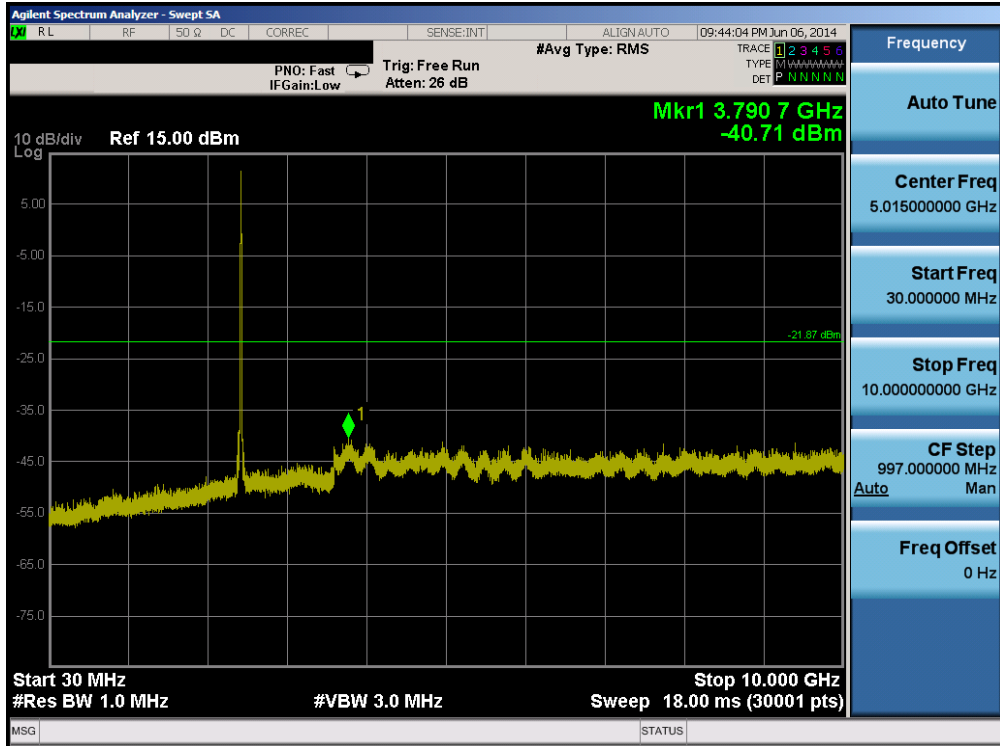 Agilent Spectrum Analyzer - Swept SA
LXI RL RF 50 Ω DC CORREC SENSE:INT ALIGN AUTO 09:44:04 PM Jun 06, 2014
PNO: Fast
IFGain:Low
Trig: Free Run
Atten: 26 dB
#Avg Type: RMS
TRACE 1 2 3 4 5 6
TYPE M WWWWW
DET P N N N N N
Mkr1 3.790 7 GHz
-40.71 dBm
10 dB/div Ref 15.00 dBm
Log
5.00
-5.00
-15.0
-21.87 dBm
-25.0
-35.0
1
-45.0
-55.0
-65.0
-75.0
Start 30 MHz Stop 10.000 GHz
#Res BW 1.0 MHz #VBW 3.0 MHz Sweep 18.00 ms (30001 pts)
MSG STATUS
Frequency
Auto Tune
Center Freq
5.015000000 GHz
Start Freq
30.000000 MHz
Stop Freq
10.000000000 GHz
CF Step
997.000000 MHz
Auto Man
Freq Offset
0 Hz